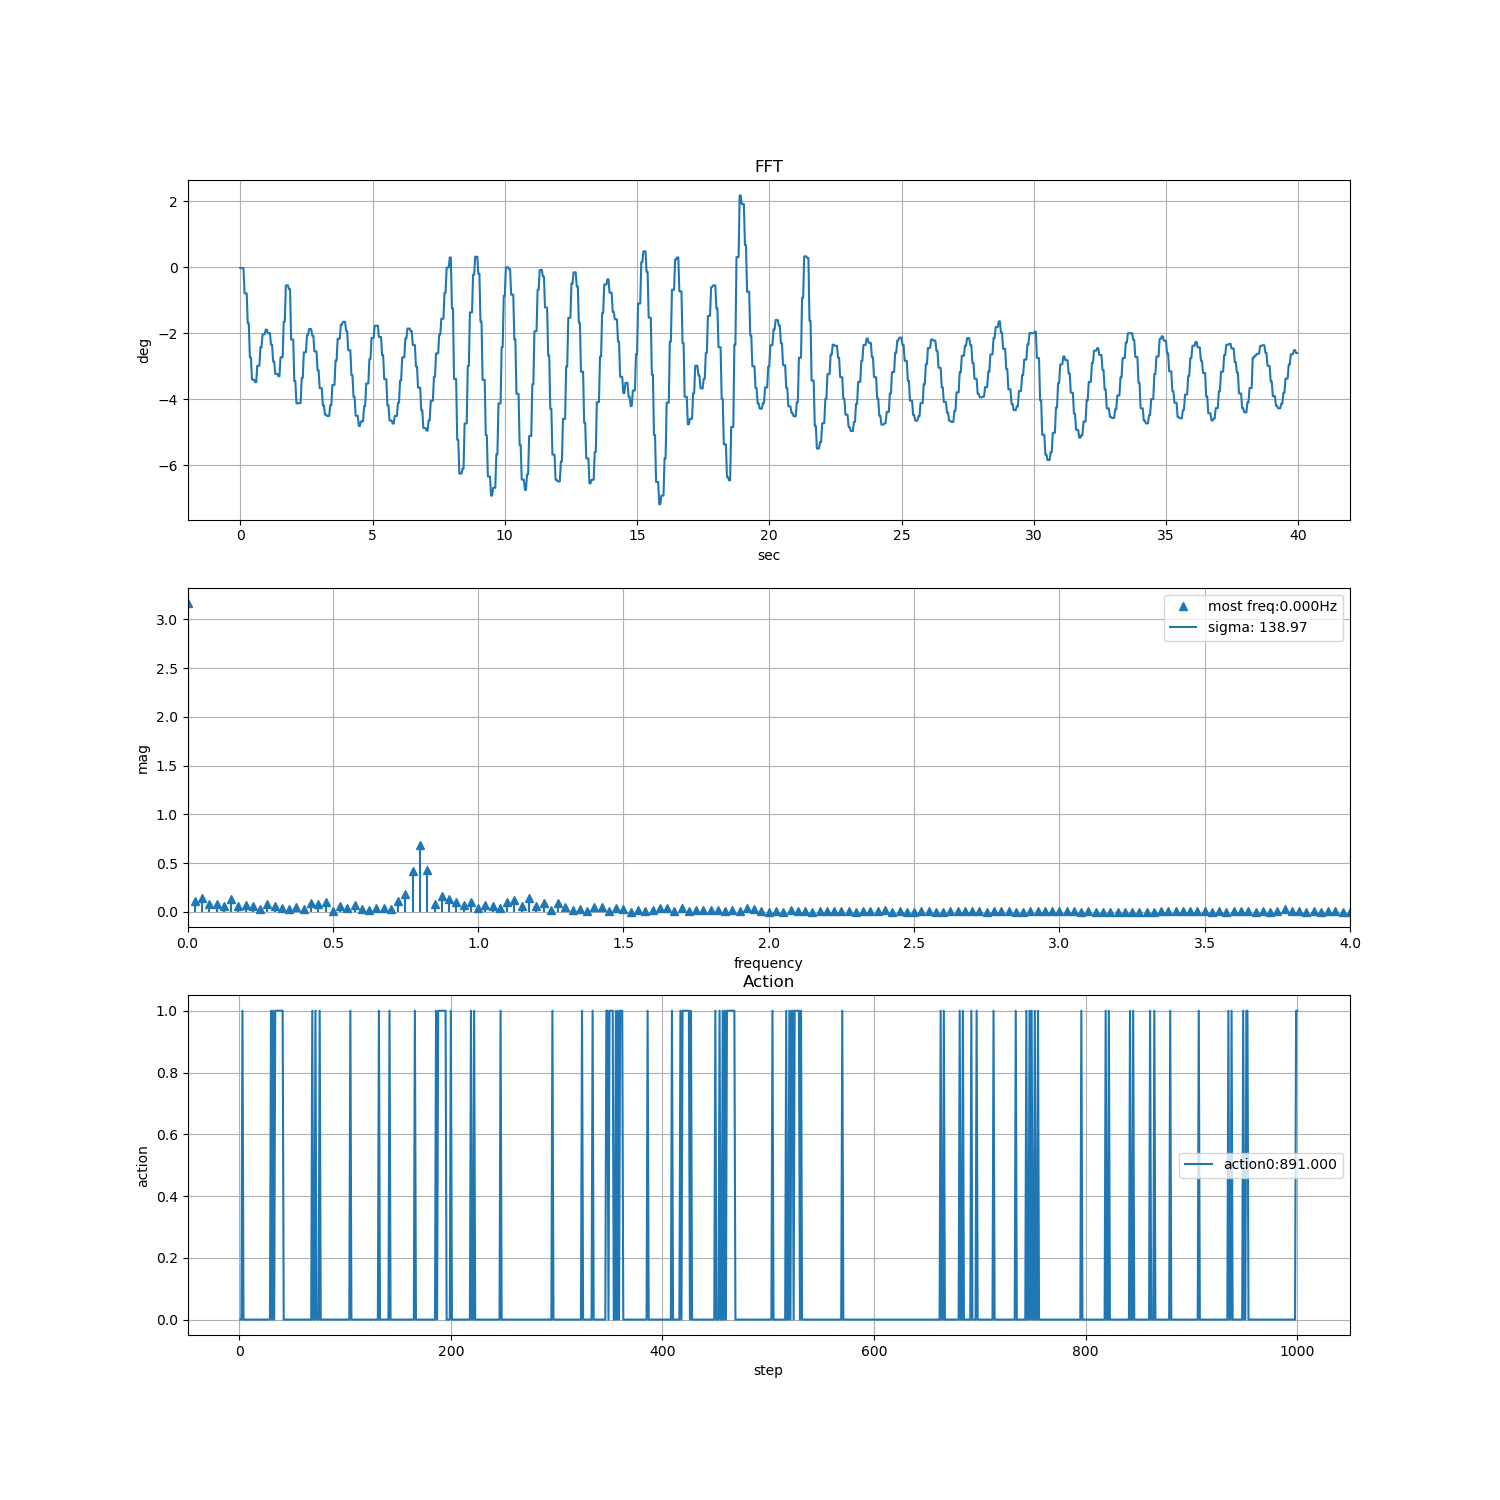 FFT
2
0
−2
−4
−6
deg
0 5 10 15 20 25 30 35 40
sec
most freq:0.000Hz
sigma: 138.97
3.0
2.5
2.0
1.5
1.0
0.5
0.0
mag
0.0 0.5 1.0 1.5 2.0 2.5 3.0 3.5 4.0
frequency
Action
1.0
0.8
0.6
0.4
0.2
0.0
action
action0:891.000
0 200 400 600 800 1000
step